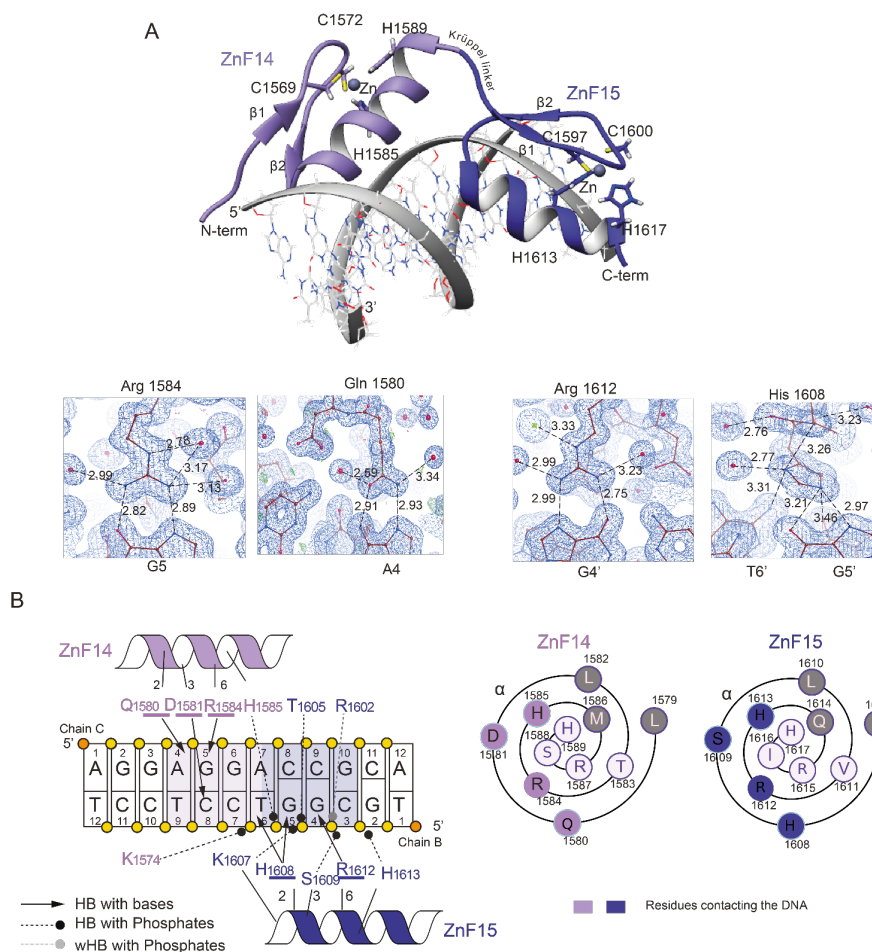 A
C1572
H1589
ZnF14
Krüppel linker
C1569
Zn
ZnF15
β1
β2
C1600
C1597
β2
H1585
β1
Zn
5'
N-term
H1617
H1613
C-term
3'
Arg 1584
Gln 1580
Arg 1612
His 1608
2.78
2.99
3.17
3.13
2.82
2.89
G5
2.59
3.34
2.91
2.93
A4
3.33
2.99
3.23
2.99
2.75
G4'
2.76
3.23
3.26
2.77
3.31
3.21
2.97
3.46
T6'
G5'
B
ZnF14
2 3 6
Q1580 D1581 R1584 H1585 T1605 R1602
Chain C
5'
1 2 3 4 5 6 7 8 9 10 11 12
A G G A G G A C C G C A
T C C T C C T G G C G T
12 11 10 9 8 7 6 5 4 3 2 1
5'
Chain B
K1574
K1607
H1608
S1609
R1612
H1613
2 3 6
ZnF15
HB with bases
HB with Phosphates
wHB with Phosphates
ZnF14
α
1582
L
1579
L
1585
H
1586
M
D
1581
1588
S
H
1589
R
1587
T
1583
R
1584
Q
1580
ZnF15
α
1610
L
1613
H
1614
Q
S
1609
1616
I
H
1617
R
1615
V
1611
R
1612
H
1608
Residues contacting the DNA